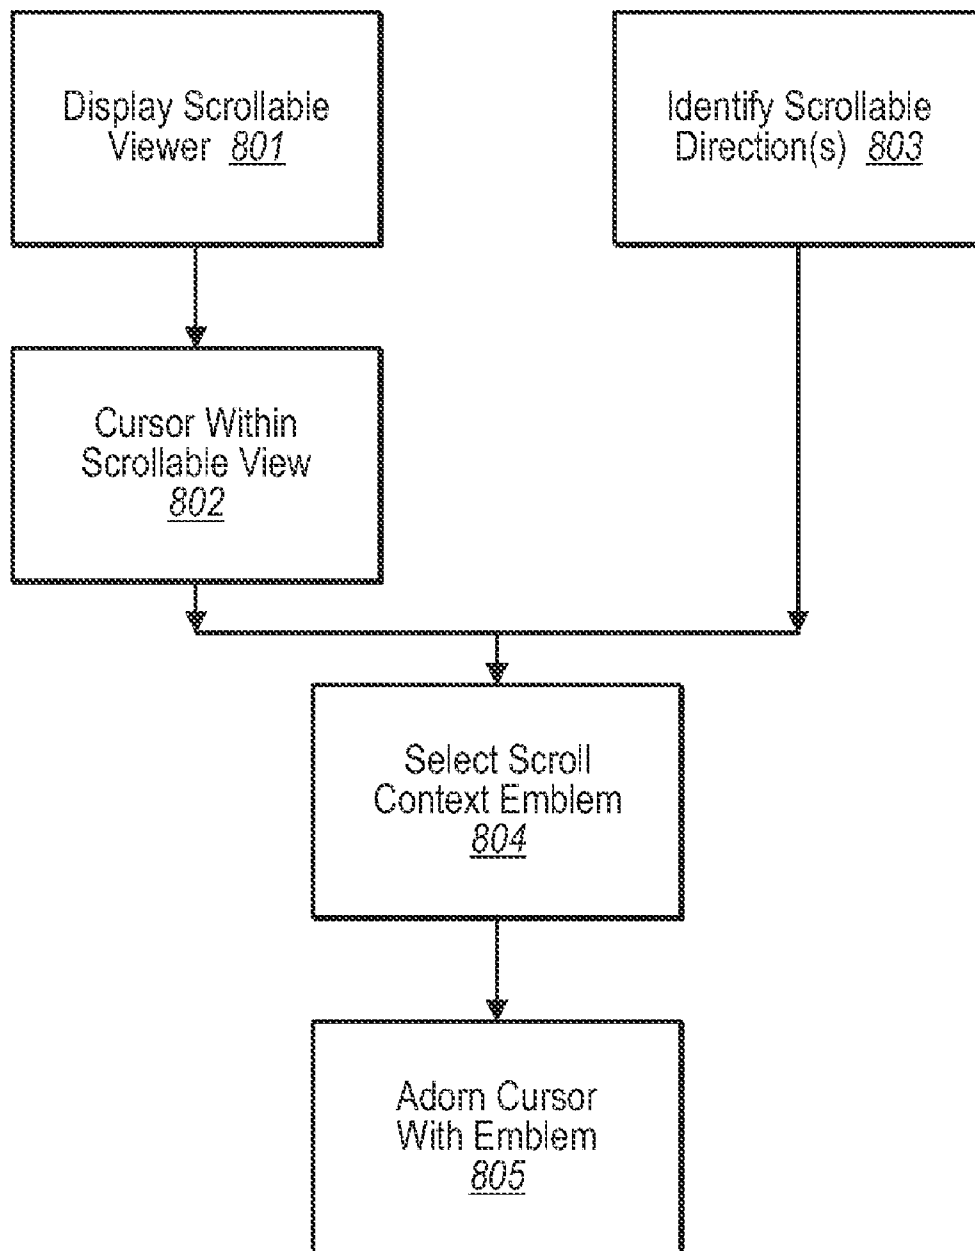 Display Scrollable
Viewer 801
Identify Scrollable
Direction(s) 803
Cursor Within
Scrollable View
802
Select Scroll
Context Emblem
804
Adorn Cursor
With Emblem
805